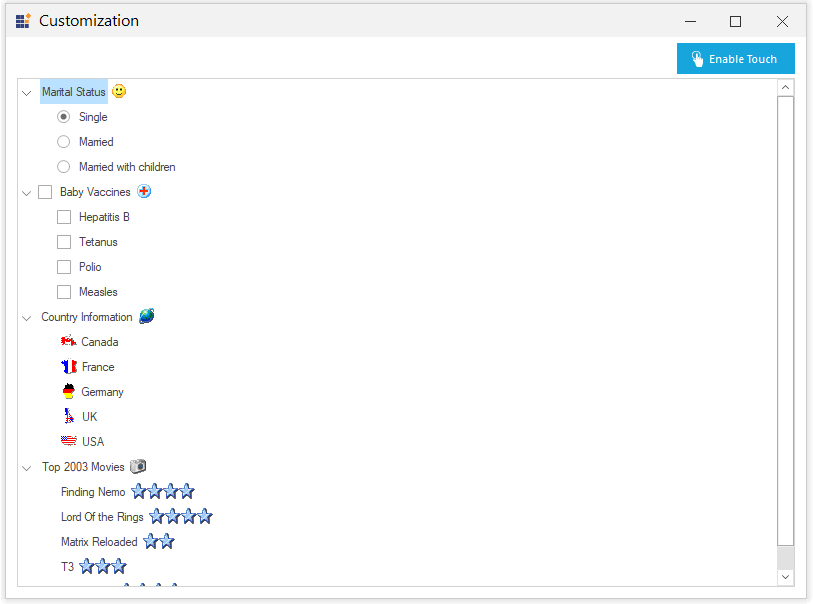 Customization
Enable Touch
Marital Status
Single
Married
Married with children
Baby Vaccines
Hepatitis B
Tetanus
Polio
Measles
Country Information
Canada
France
Germany
UK
USA
Top 2003 Movies
Finding Nemo
Lord Of the Rings
Matrix Reloaded
T3